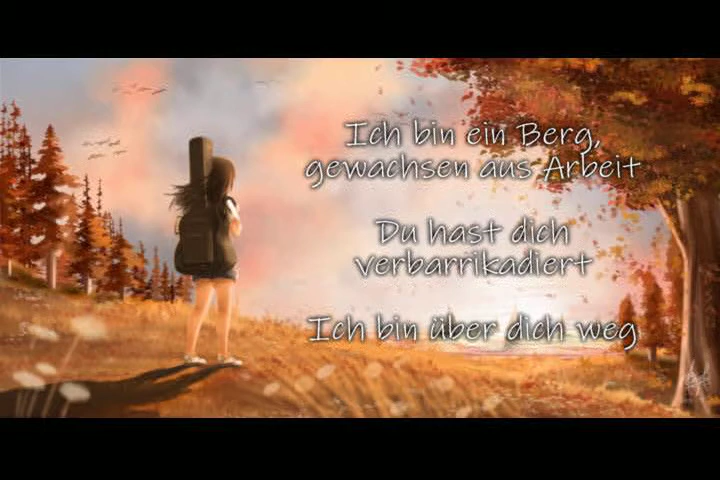 Ich bin ein Berg,
gewachsen aus Arbeit
Du hast dich
verbarrikadiert
Ich bin über dich weg